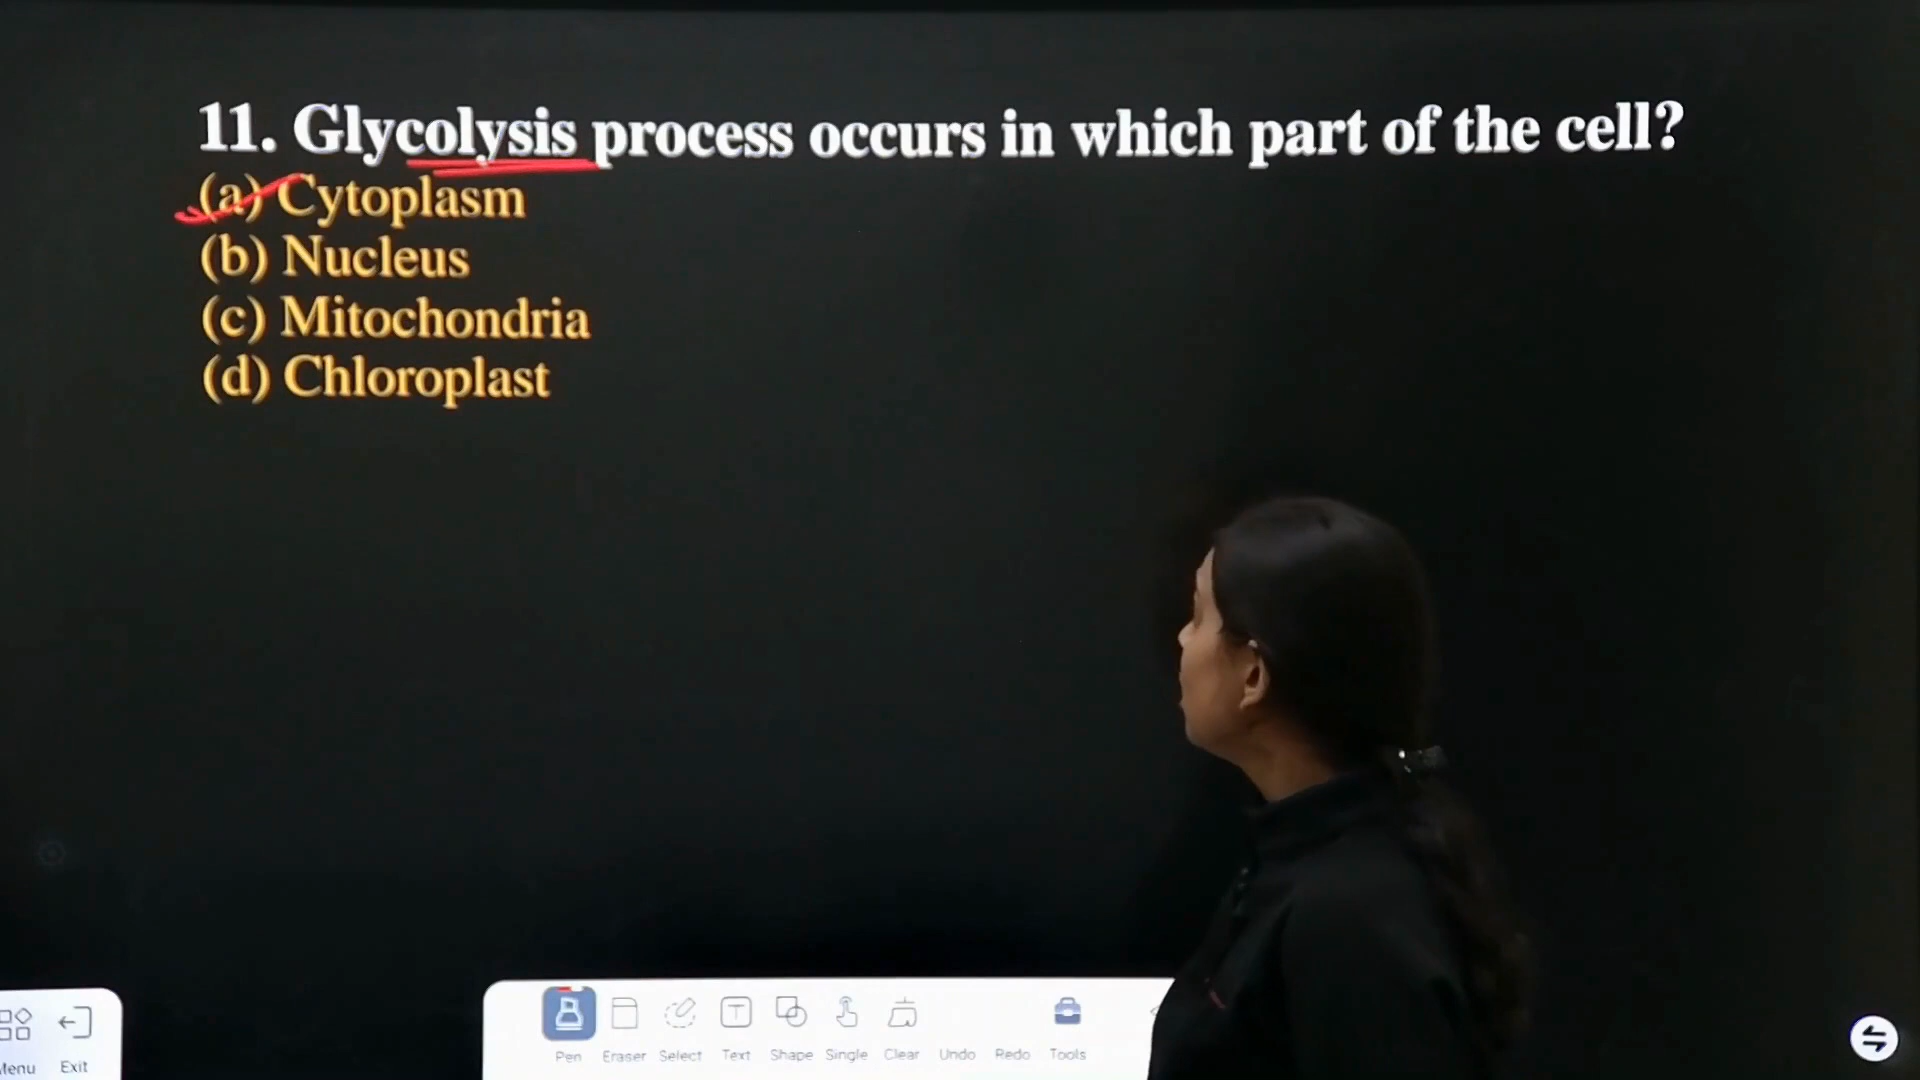 11. Glycolysis process occurs in which part of the cell?
(a) Cytoplasm
(b) Nucleus
(c) Mitochondria
(d) Chloroplast
Menu Exit
Pen Eraser Select Text Shape Single Clear Undo Redo Tools